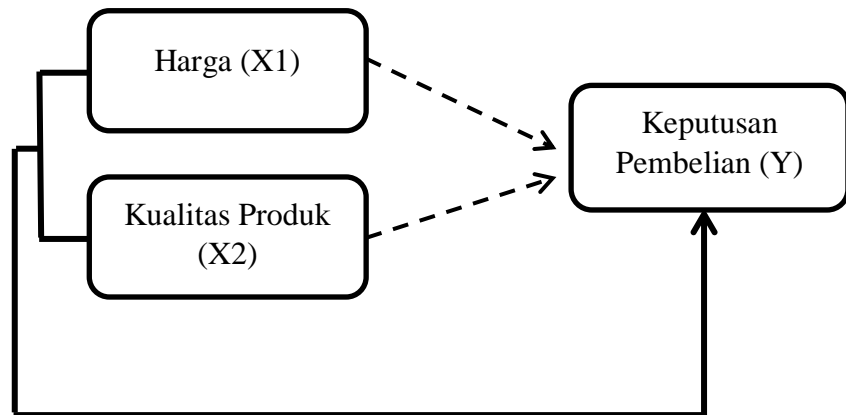 Harga (X1)
Kualitas Produk
(X2)
Keputusan
Pembelian (Y)